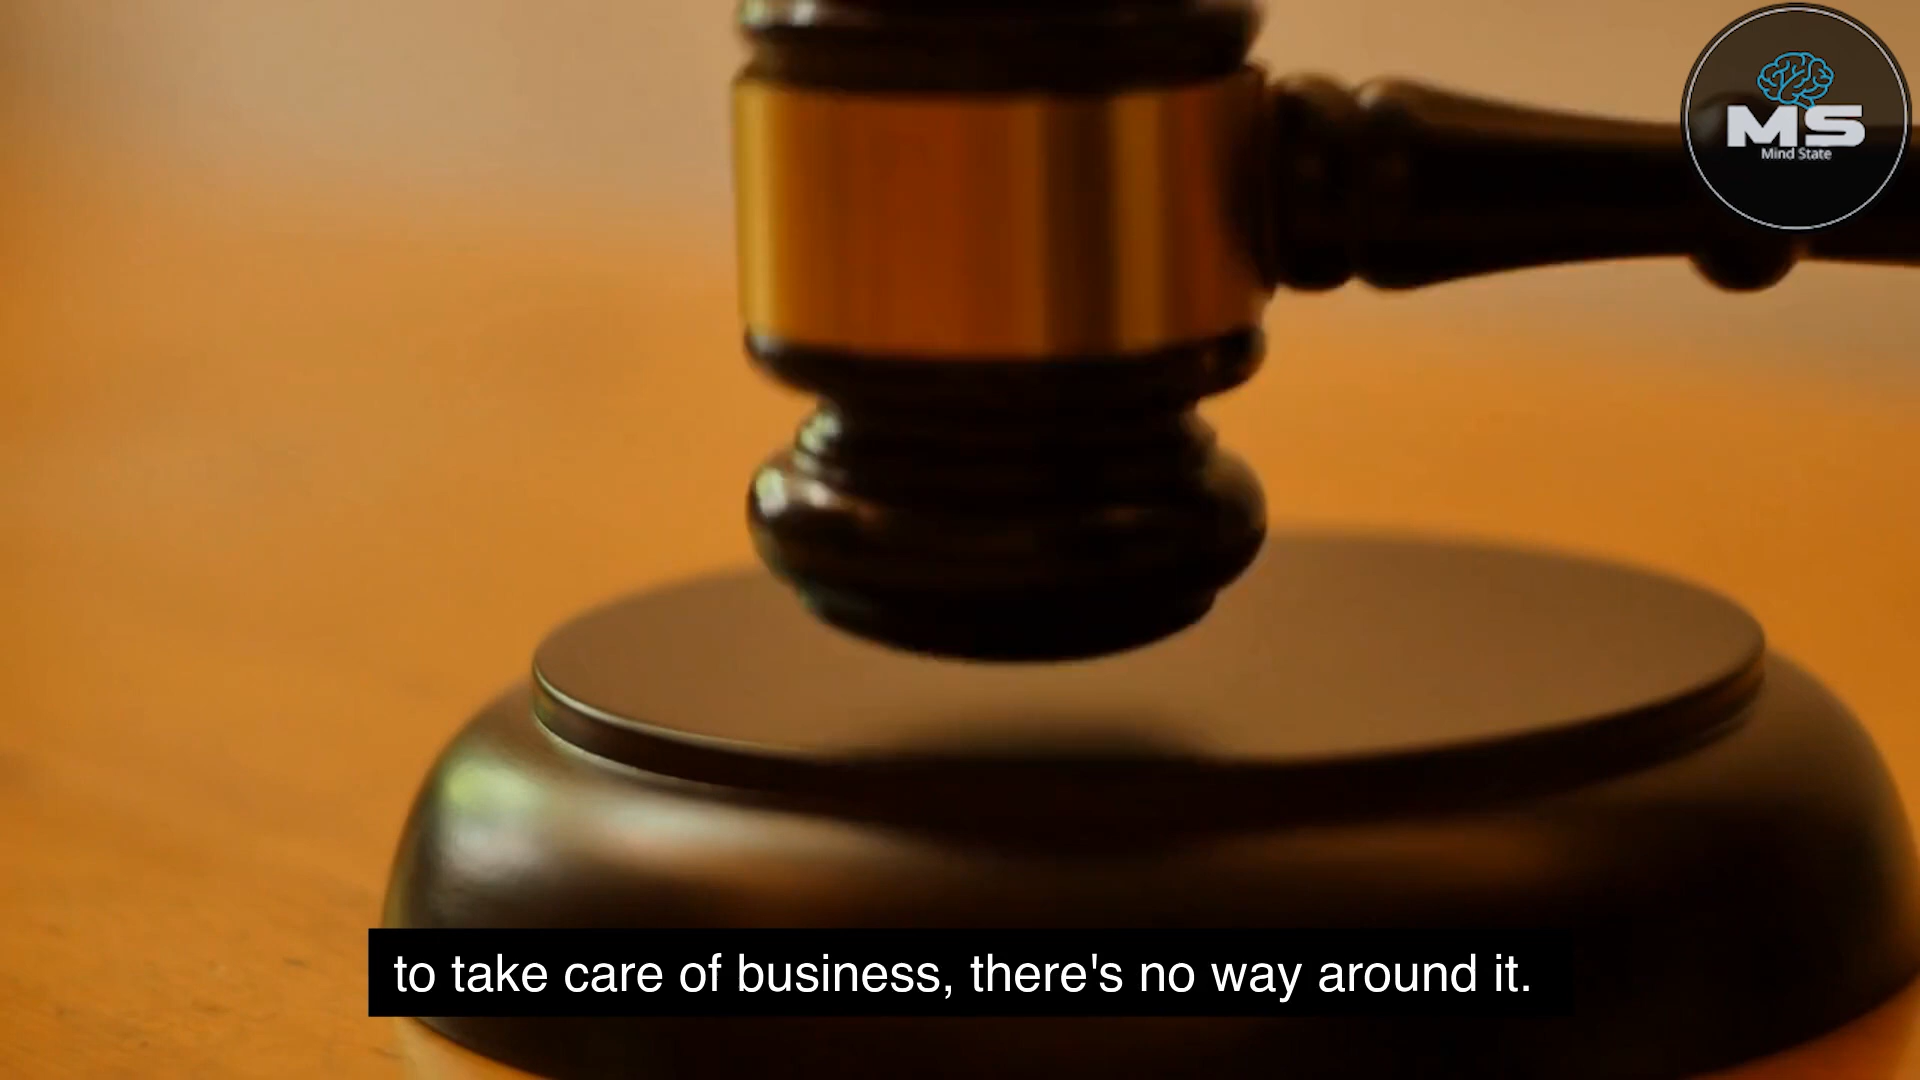 MS
Mind State
to take care of business, there's no way around it.